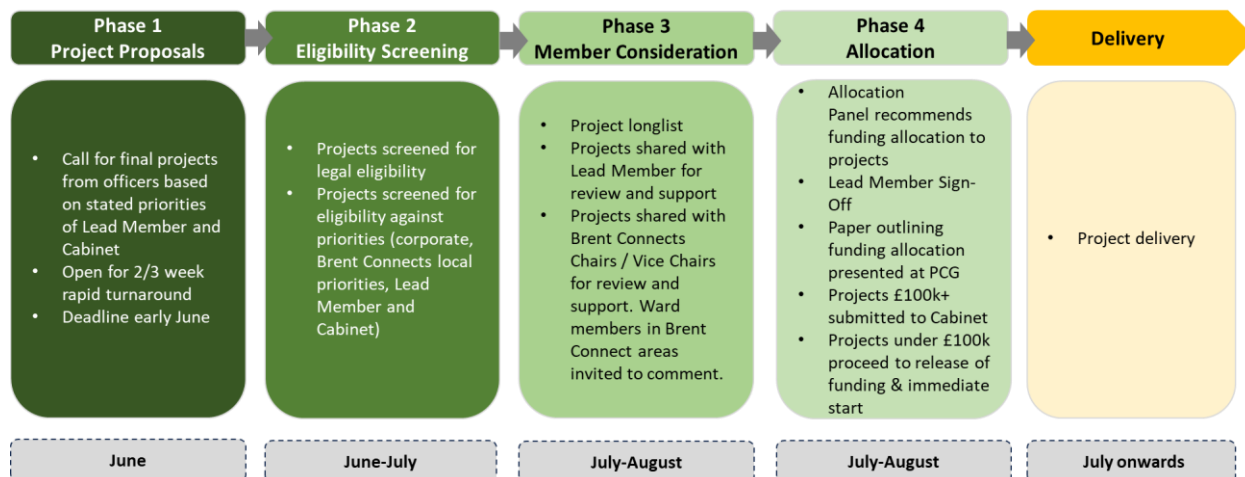 Phase 1
Project Proposals
Phase 2
Eligibility Screening
Phase 3
Member Consideration
Phase 4
Allocation
Delivery
• Call for final projects
from officers based
on stated priorities
of Lead Member and
Cabinet
• Open for 2/3 week
rapid turnaround
• Deadline early June
• Projects screened for
legal eligibility
• Projects screened for
eligibility against
priorities (corporate,
Brent Connects local
priorities, Lead
Member and
Cabinet)
• Project longlist
• Projects shared with
Lead Member for
review and support
• Projects shared with
Brent Connects
Chairs / Vice Chairs
for review and
support. Ward
members in Brent
Connect areas
invited to comment.
• Allocation
Panel recommends
funding allocation to
projects
• Lead Member Sign-
Off
• Paper outlining
funding allocation
presented at PCG
• Projects £100k+
submitted to Cabinet
• Projects under £100k
proceed to release of
funding & immediate
start
• Project delivery
June
June-July
July-August
July-August
July onwards